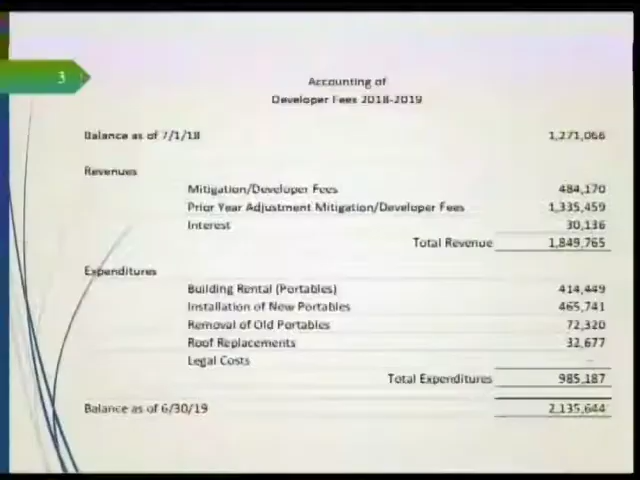 3
Accounting of
Developer Fees 2018-2019
Balance as of 7/1/18 1,271,066
Revenues
Mitigation/Developer Fees 484,170
Prior Year Adjustment Mitigation/Developer Fees 1,335,459
Interest 30,136
Total Revenue 1,849,765
Expenditures
Building Rental (Portables) 414,449
Installation of New Portables 465,741
Removal of Old Portables 72,320
Roof Replacements 32,677
Legal Costs -
Total Expenditures 985,187
Balance as of 6/30/19 2,135,644